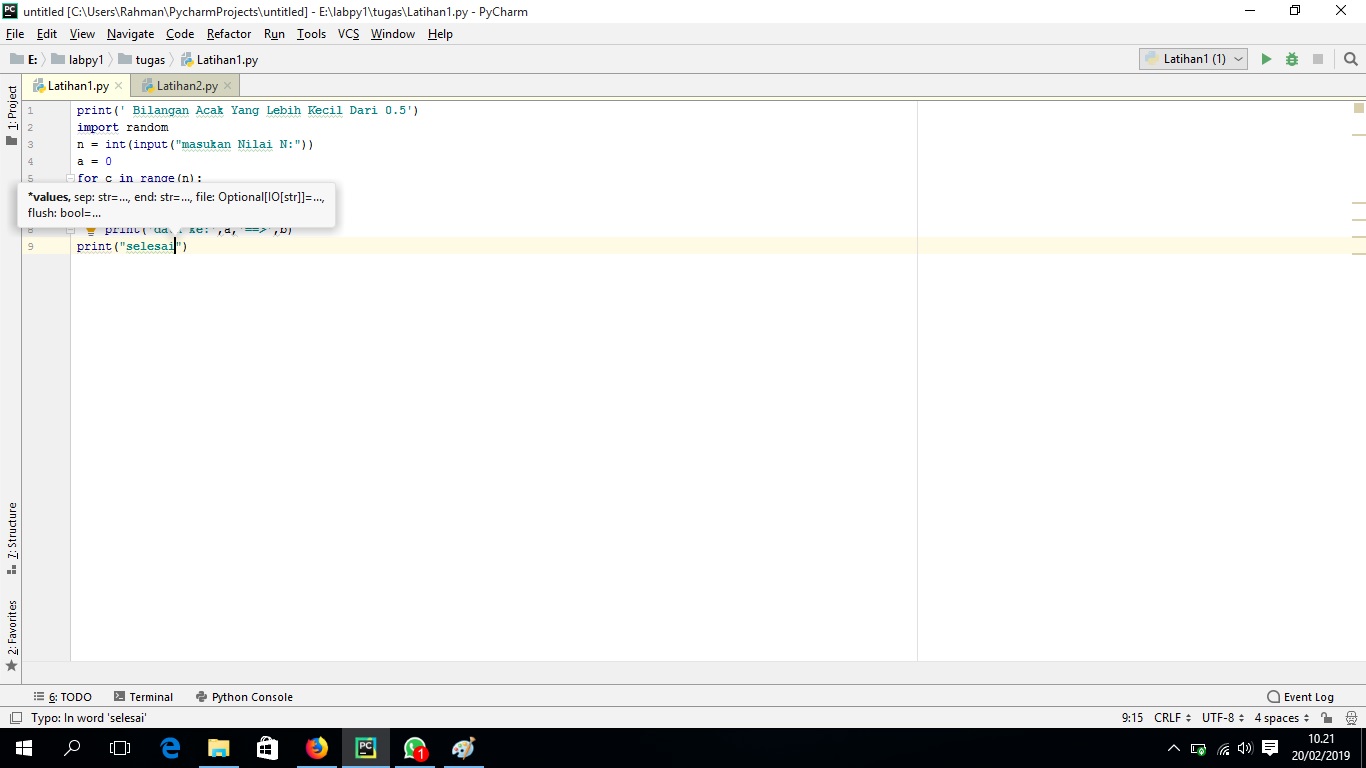 untitled [C:\Users\Rahman\PycharmProjects\untitled] - E:\labpy1\tugas\Latihan1.py - PyCharm
File Edit View Navigate Code Refactor Run Tools VCS Window Help
E: labpy1 tugas Latihan1.py Latihan1 (1)
Latihan1.py Latihan2.py
1: Project
1 print(' Bilangan Acak Yang Lebih Kecil Dari 0.5')
2 import random
3 n = int(input("masukan Nilai N:"))
4 a = 0
5 for c in range(n):
*values, sep: str=..., end: str=..., file: Optional[IO[str]]=...,
flush: bool=...
8 print( ke:',a,'==>',b)
9 print("selesai")
7: Structure
2: Favorites
6: TODO Terminal Python Console Event Log
Typo: In word 'selesai' 9:15 CRLF UTF-8 4 spaces
PC 1 10.21
20/02/2019